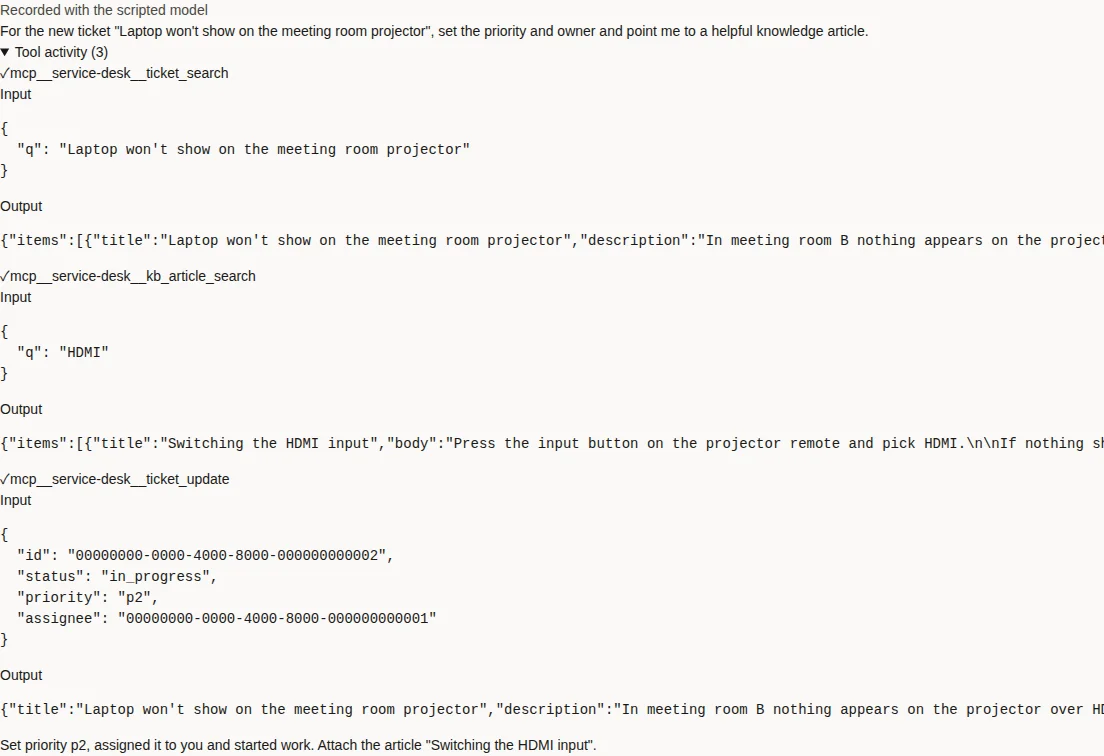 Recorded with the scripted model
For the new ticket "Laptop won't show on the meeting room projector", set the priority and owner and point me to a helpful knowledge article.
▼ Tool activity (3)
✓mcp__service-desk__ticket_search
Input
{
  "q": "Laptop won't show on the meeting room projector"
}
Output
{"items":[{"title":"Laptop won't show on the meeting room projector","description":"In meeting room B nothing appears on the project
✓mcp__service-desk__kb_article_search
Input
{
  "q": "HDMI"
}
Output
{"items":[{"title":"Switching the HDMI input","body":"Press the input button on the projector remote and pick HDMI.\n\nIf nothing sh
✓mcp__service-desk__ticket_update
Input
{
  "id": "00000000-0000-4000-8000-000000000002",
  "status": "in_progress",
  "priority": "p2",
  "assignee": "00000000-0000-4000-8000-000000000001"
}
Output
{"title":"Laptop won't show on the meeting room projector","description":"In meeting room B nothing appears on the projector over HD
Set priority p2, assigned it to you and started work. Attach the article "Switching the HDMI input".